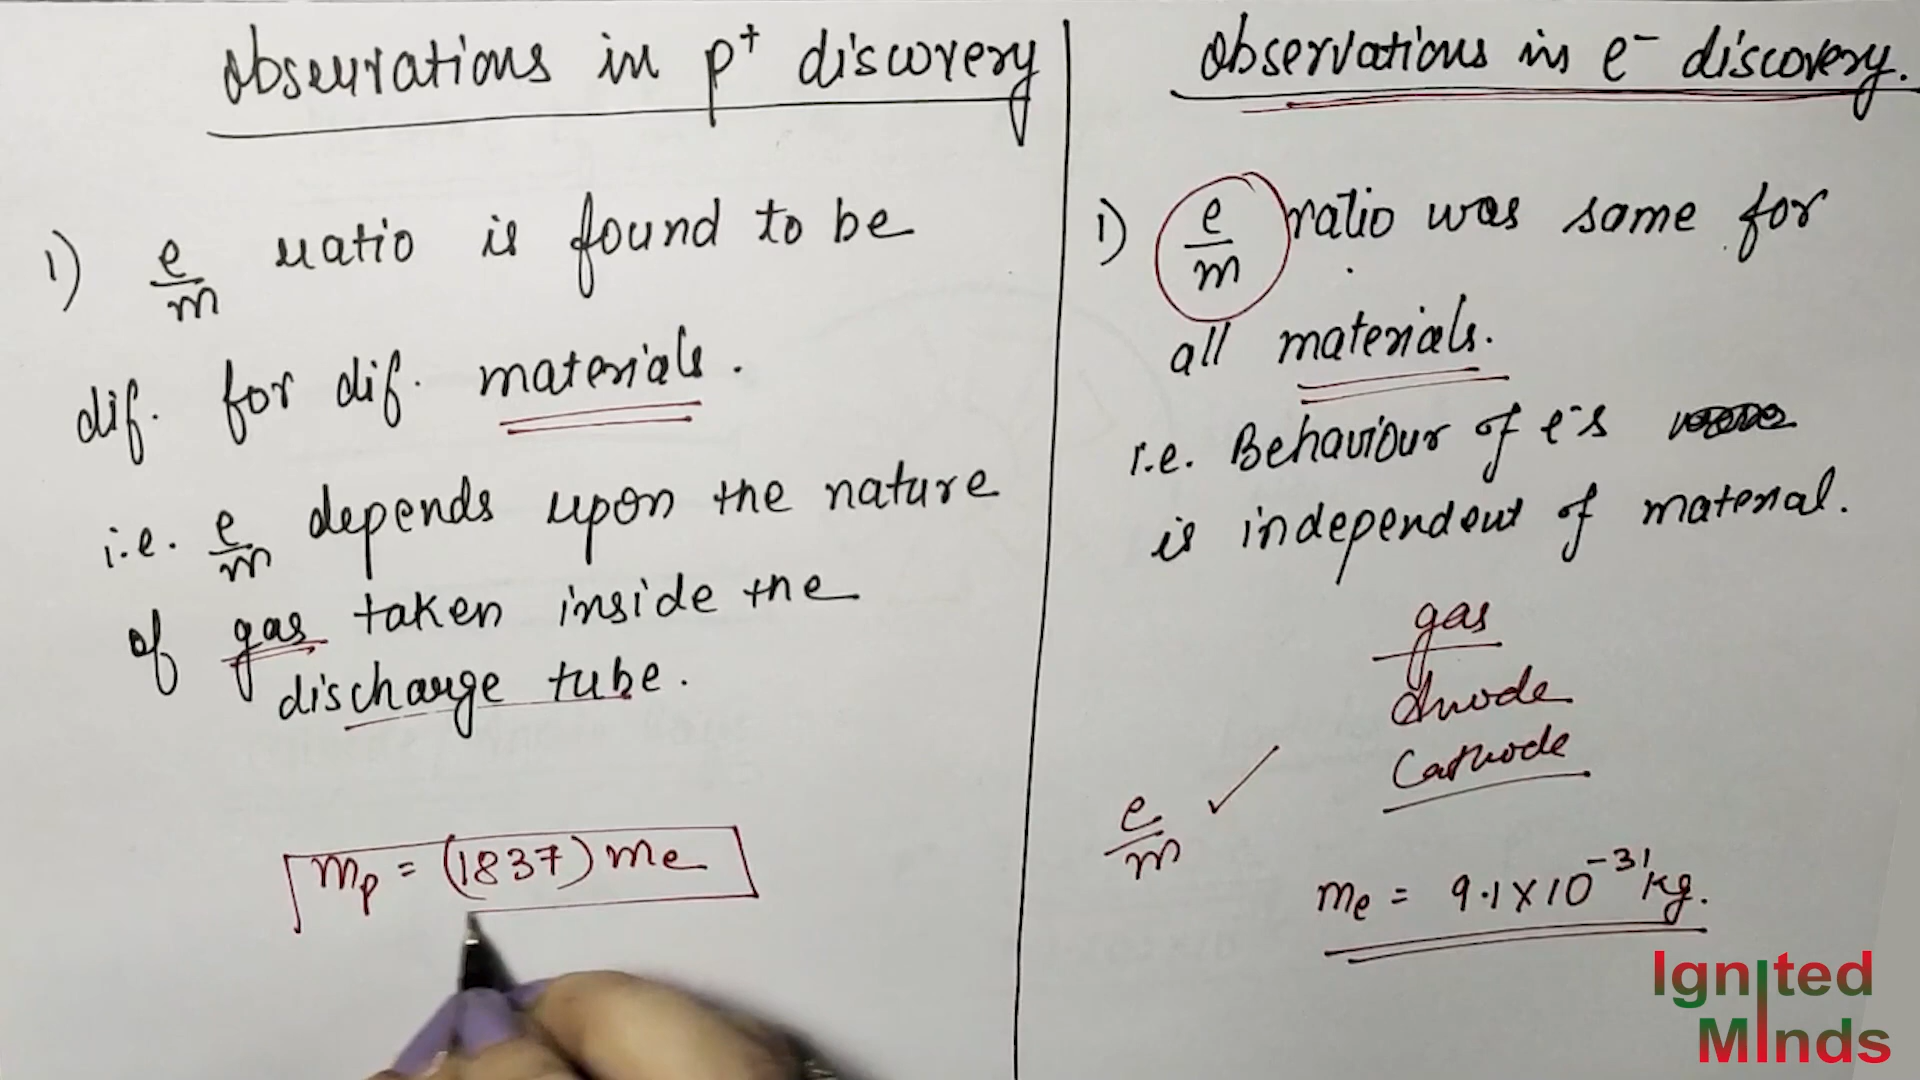 Observations in p⁺ discovery
1) e/m ratio is found to be
dif. for dif. materials.
i.e. e/m depends upon the nature
of gas taken inside the
discharge tube.
mp = (1837) me
Observations in e⁻ discovery.
1) e/m ratio was same for
all materials.
i.e. Behaviour of e⁻s
is independent of material.
gas
Anode
Cathode
e/m ✓
me = 9.1 x 10⁻³¹ kg.
Ignited
Minds